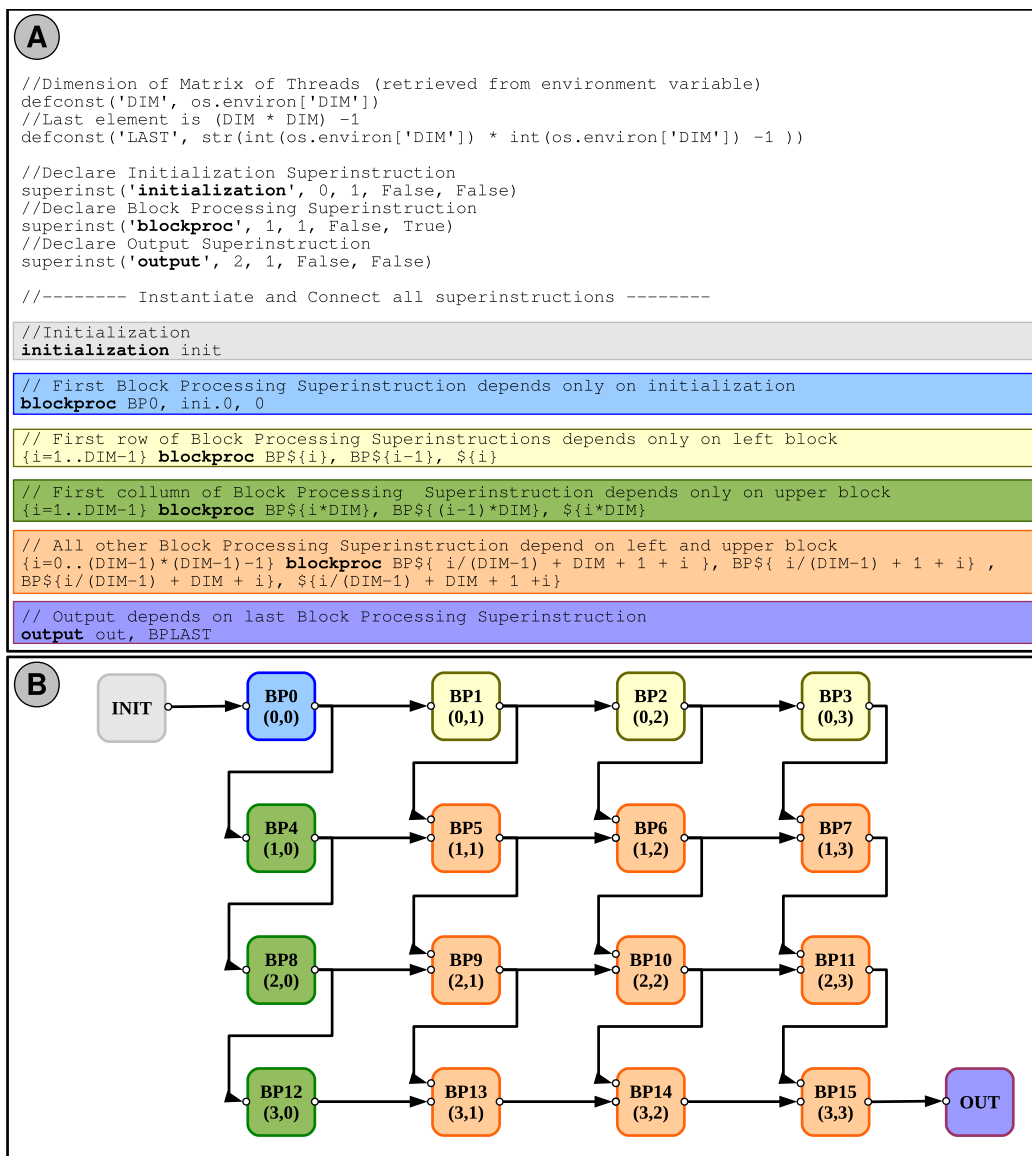 A
//Dimension of Matrix of Threads (retrieved from environment variable)
defconst('DIM', os.environ['DIM'])
//Last element is (DIM * DIM) -1
defconst('LAST', str(int(os.environ['DIM']) * int(os.environ['DIM']) -1 ))
//Declare Initialization Superinstruction
superinst('initialization', 0, 1, False, False)
//Declare Block Processing Superinstruction
superinst('blockproc', 1, 1, False, True)
//Declare Output Superinstruction
superinst('output', 2, 1, False, False)
//-------- Instantiate and Connect all superinstructions --------
//Initialization
initialization init
// First Block Processing Superinstruction depends only on initialization
blockproc BP0, ini.0, 0
// First row of Block Processing Superinstructions depends only on left block
{i=1..DIM-1} blockproc BP${i}, BP${i-1}, ${i}
// First collumn of Block Processing  Superinstruction depends only on upper block
{i=1..DIM-1} blockproc BP${i*DIM}, BP${(i-1)*DIM}, ${i*DIM}
// All other Block Processing Superinstruction depend on left and upper block
{i=0..(DIM-1)*(DIM-1)-1} blockproc BP${ i/(DIM-1) + DIM + 1 + i }, BP${ i/(DIM-1) + 1 + i} ,
BP${i/(DIM-1) + DIM + i}, ${i/(DIM-1) + DIM + 1 +i}
// Output depends on last Block Processing Superinstruction
output out, BPLAST
B
INIT
BP0
(0,0)
BP1
(0,1)
BP2
(0,2)
BP3
(0,3)
BP4
(1,0)
BP5
(1,1)
BP6
(1,2)
BP7
(1,3)
BP8
(2,0)
BP9
(2,1)
BP10
(2,2)
BP11
(2,3)
BP12
(3,0)
BP13
(3,1)
BP14
(3,2)
BP15
(3,3)
OUT